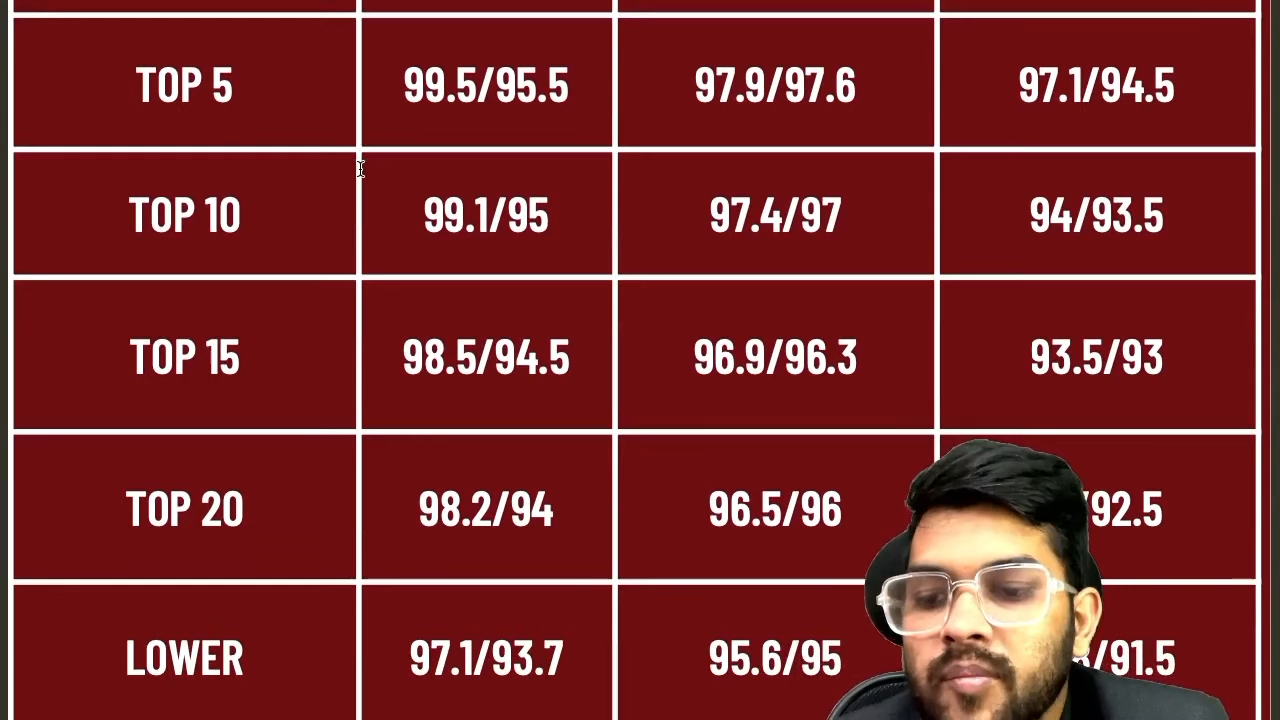 TOP 5 99.5/95.5 97.9/97.6 97.1/94.5
TOP 10 99.1/95 97.4/97 94/93.5
TOP 15 98.5/94.5 96.9/96.3 93.5/93
TOP 20 98.2/94 96.5/96 /92.5
LOWER 97.1/93.7 95.6/95 /91.5